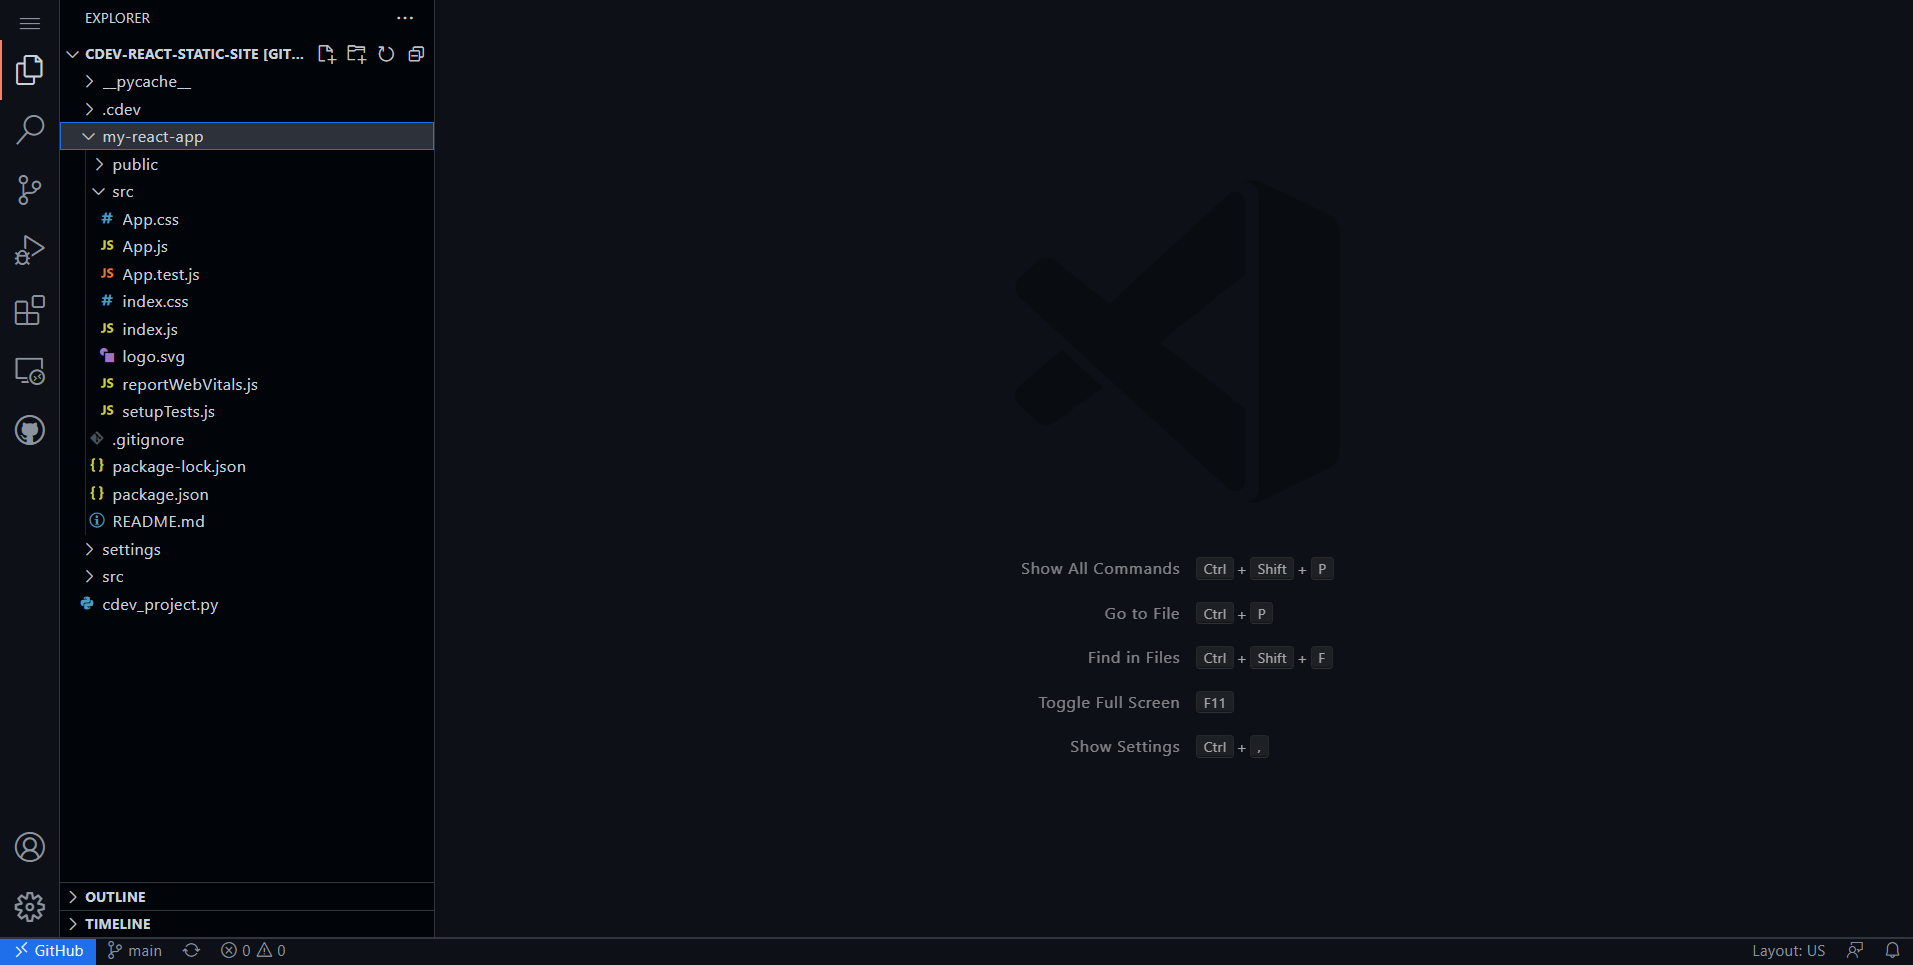 EXPLORER
CDEV-REACT-STATIC-SITE [GIT...
__pycache__
.cdev
my-react-app
public
src
# App.css
JS App.js
JS App.test.js
# index.css
JS index.js
logo.svg
JS reportWebVitals.js
JS setupTests.js
.gitignore
{} package-lock.json
{} package.json
README.md
settings
src
cdev_project.py
OUTLINE
TIMELINE
Show All Commands Ctrl + Shift + P
Go to File Ctrl + P
Find in Files Ctrl + Shift + F
Toggle Full Screen F11
Show Settings Ctrl + ,
GitHub main 0 0 Layout: US